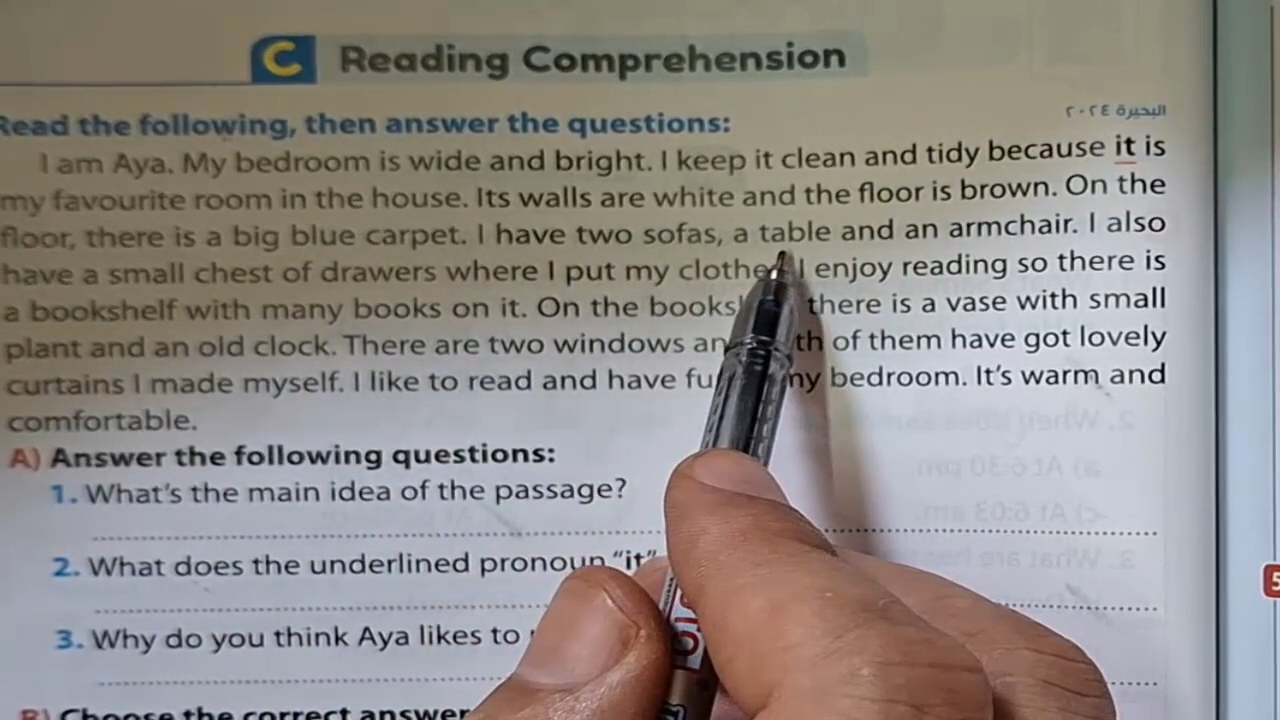 C Reading Comprehension
البحيرة ٢٠٢٤
Read the following, then answer the questions:
I am Aya. My bedroom is wide and bright. I keep it clean and tidy because it is
my favourite room in the house. Its walls are white and the floor is brown. On the
floor, there is a big blue carpet. I have two sofas, a table and an armchair. I also
have a small chest of drawers where I put my I enjoy reading so there is
a bookshelf with many books on it. On the there is a vase with small
plant and an old clock. There are two windows of them have got lovely
curtains I made myself. I like to read and have my bedroom. It's warm and
comfortable.
A) Answer the following questions:
1. What's the main idea of the passage?
2. What does the underlined pronoun "it"
3. Why do you think Aya likes to
B) Choose the correct answer
5